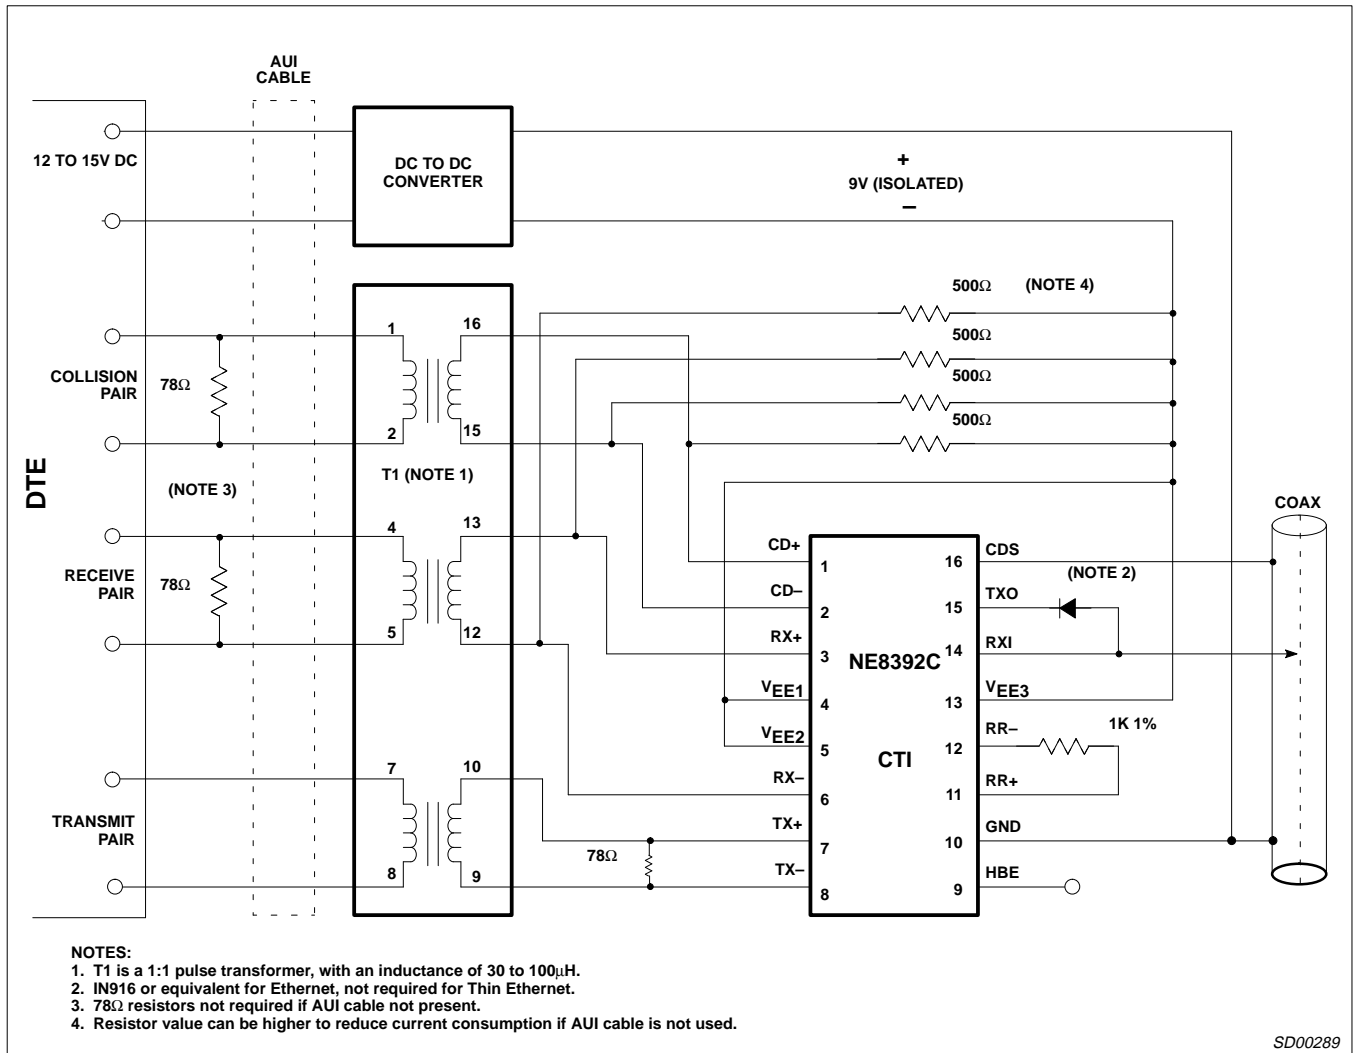 AUI
CABLE
12 TO 15V DC
DC TO DC
CONVERTER
+
9V (ISOLATED)
–
500Ω (NOTE 4)
500Ω
500Ω
500Ω
1
16
COLLISION
PAIR
78Ω
2
15
DTE
(NOTE 3)
T1 (NOTE 1)
4
13
RECEIVE
PAIR
78Ω
5
12
7
10
TRANSMIT
PAIR
8
9
78Ω
CD+
1
CD–
2
RX+
3
VEE1
4
VEE2
5
RX–
6
TX+
7
TX–
8
NE8392C
CTI
16
CDS
(NOTE 2)
15
TXO
14
RXI
13
VEE3
12
RR–
1K 1%
11
RR+
10
GND
9
HBE
COAX
NOTES:
1. T1 is a 1:1 pulse transformer, with an inductance of 30 to 100μH.
2. IN916 or equivalent for Ethernet, not required for Thin Ethernet.
3. 78Ω resistors not required if AUI cable not present.
4. Resistor value can be higher to reduce current consumption if AUI cable is not used.
SD00289